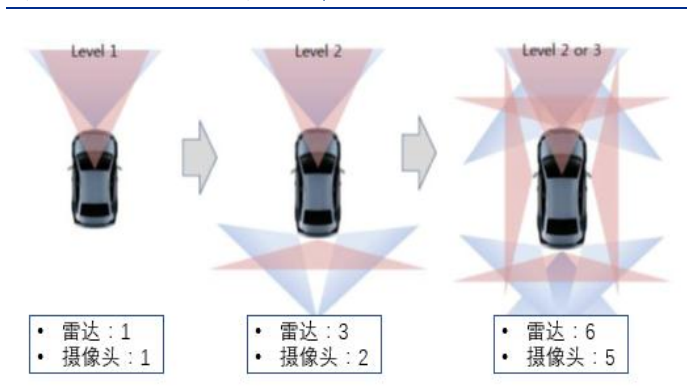 Level 1
Level 2
Level 2 or 3
• 雷达：1
• 摄像头：1
• 雷达：3
• 摄像头：2
• 雷达：6
• 摄像头：5